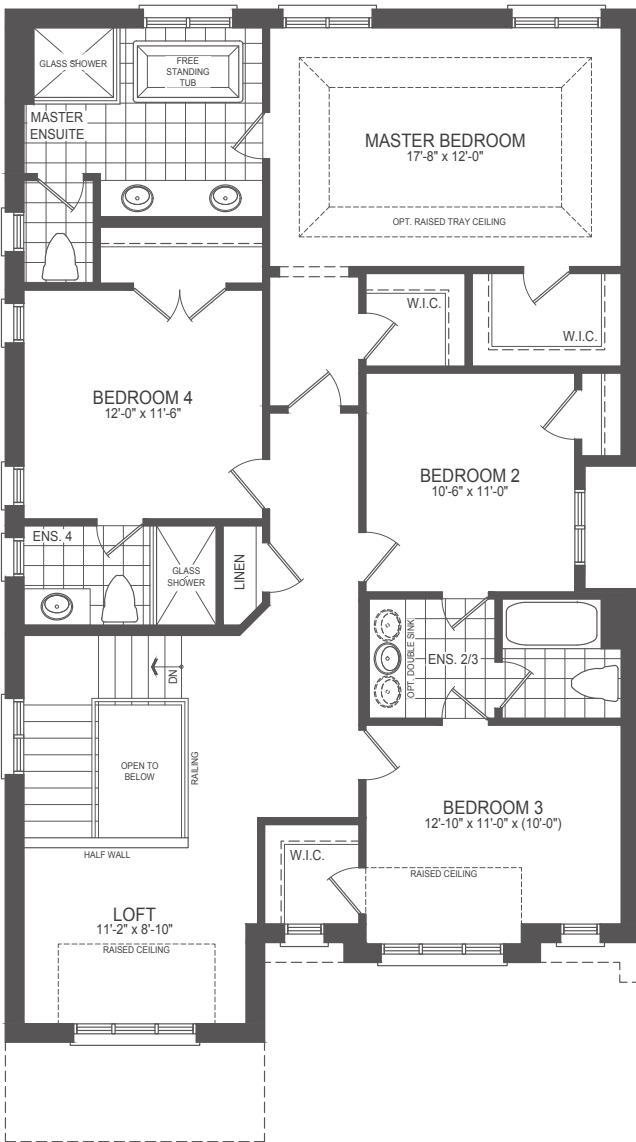 GLASS SHOWER
FREE
STANDING
TUB
MASTER
ENSUITE
MASTER BEDROOM
17'-8" x 12'-0"
OPT. RAISED TRAY CEILING
W.I.C.
W.I.C.
BEDROOM 4
12'-0" x 11'-6"
BEDROOM 2
10'-6" x 11'-0"
ENS. 4
GLASS
SHOWER
LINEN
OPT. DOUBLE SINK
ENS. 2/3
DN
OPEN TO
BELOW
RAILING
HALF WALL
BEDROOM 3
12'-10" x 11'-0" x (10'-0")
RAISED CEILING
W.I.C.
LOFT
11'-2" x 8'-10"
RAISED CEILING